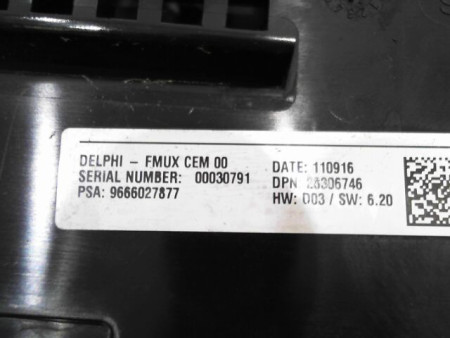 DELPHI - FMUX CEM 00
SERIAL NUMBER: 00030791
PSA: 9666027877
DATE: 110916
DPN 28306746
HW: D03 / SW: 6.20